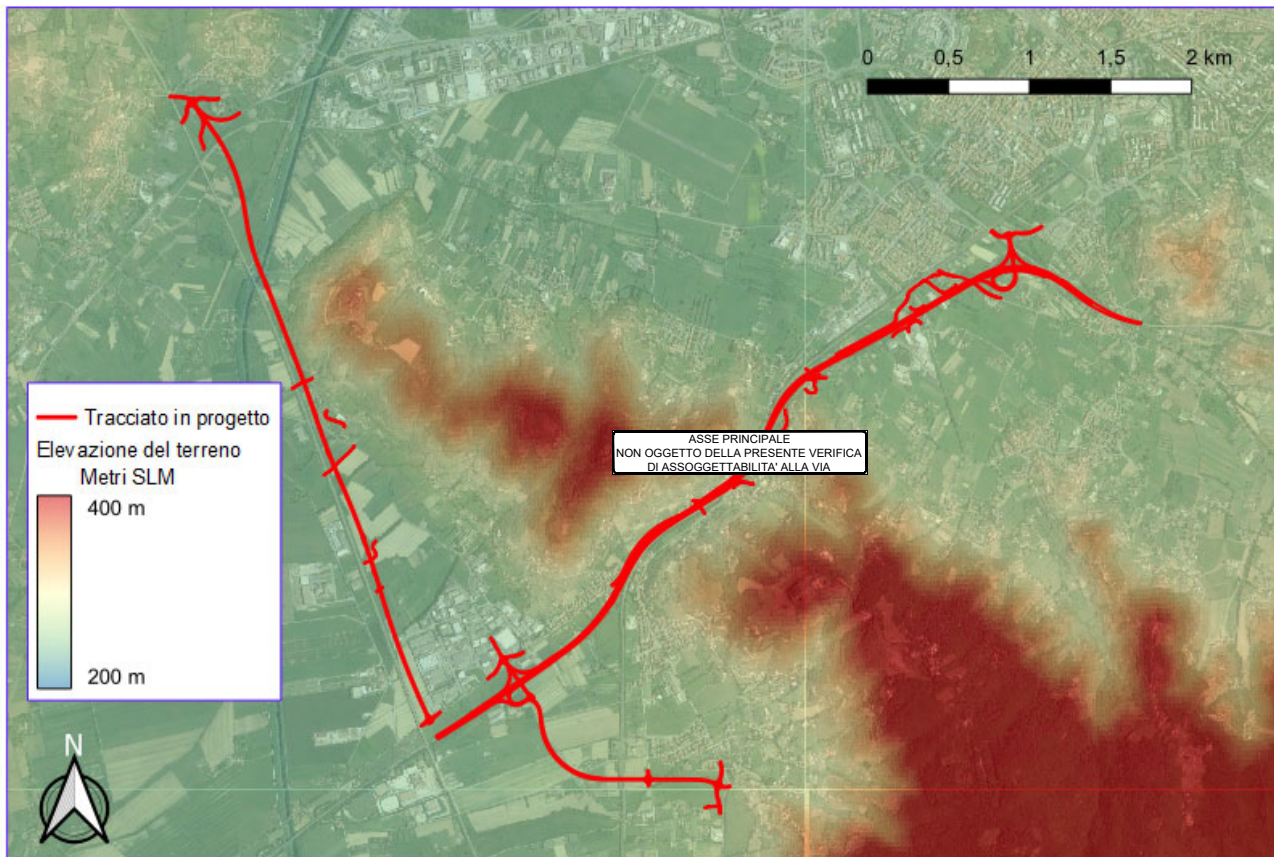 0 0,5 1 1,5 2 km
ASSE PRINCIPALE
NON OGGETTO DELLA PRESENTE VERIFICA
DI ASSOGGETTABILITA' ALLA VIA
Tracciato in progetto
Elevazione del terreno
Metri SLM
400 m
200 m
N